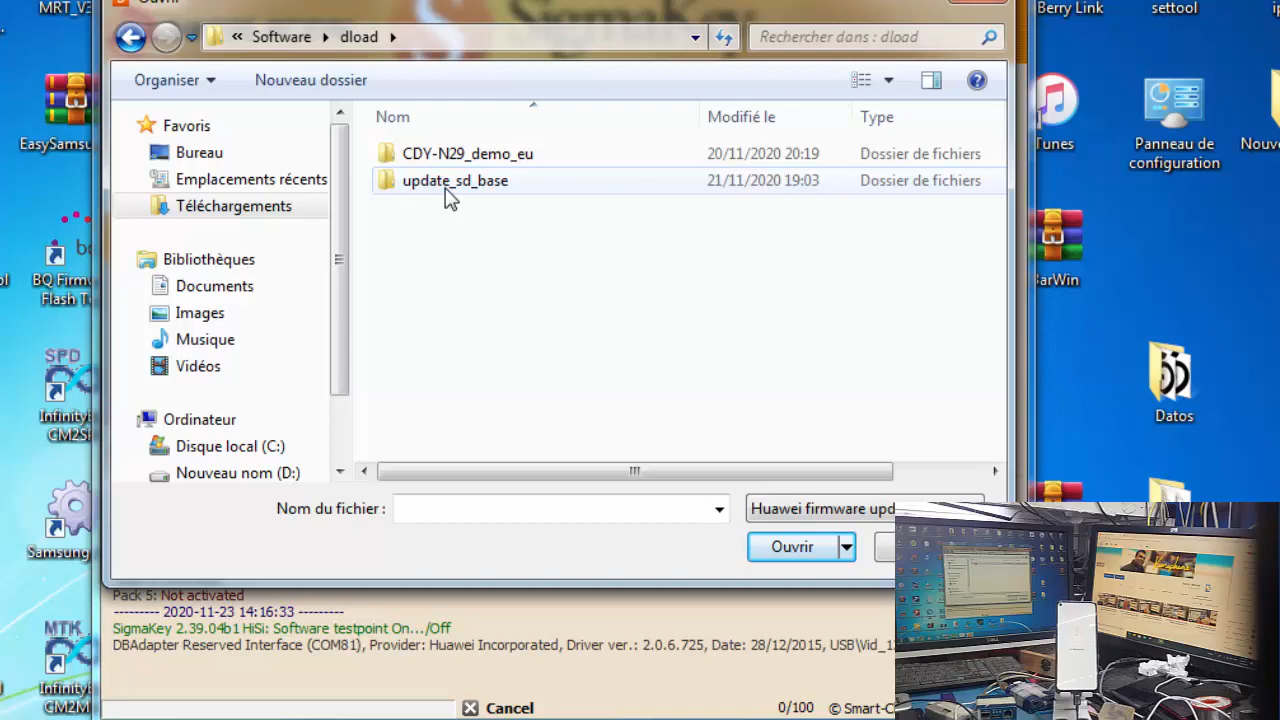 MRT_V3
Ouvrir
SigmaKey
Berry Link
settool
« Software ▸ dload ▸
Rechercher dans : dload
Organiser
Nouveau dossier
Nom
Modifié le
Type
Favoris
Bureau
Emplacements récents
Téléchargements
CDY-N29_demo_eu
20/11/2020 20:19
Dossier de fichiers
update_sd_base
21/11/2020 19:03
Dossier de fichiers
Bibliothèques
Documents
Images
Musique
Vidéos
Ordinateur
Disque local (C:)
Nouveau nom (D:)
Nom du fichier :
Huawei firmware upd
Ouvrir
EasySamsu
BQ Firmw
Flash T
SPD
Infinity
CM2S
Samsung
MTK
Infinity
CM2M
Tunes
Panneau de
configuration
Nouv
BarWin
Datos
Pack 5: Not activated
--------- 2020-11-23 14:16:33 ---------
SigmaKey 2.39.04b1 HiSi: Software testpoint On.../Off
DBAdapter Reserved Interface (COM81), Provider: Huawei Incorporated, Driver ver.: 2.0.6.725, Date: 28/12/2015, USB\Vid_1
Cancel
0/100
© Smart-C